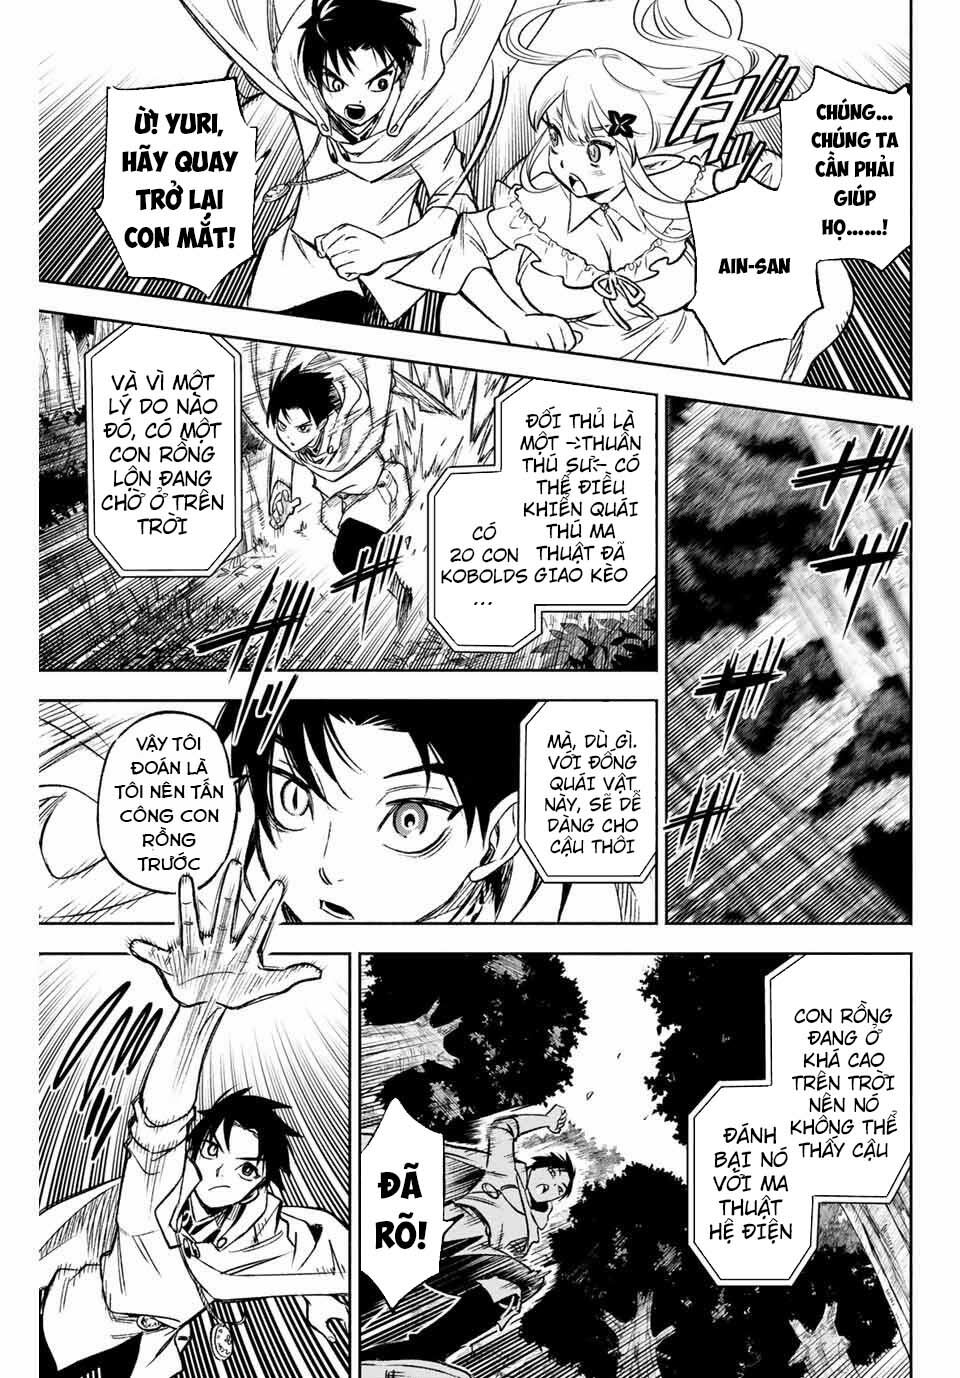 CHÚNG...
CHÚNG TA
CẦN PHẢI
GIÚP
HỌ......!
AIN-SAN
Ừ! YURI,
HÃY QUAY
TRỞ LẠI
CON MẮT!
ĐỐI THỦ LÀ
MỘT ->THUẦN
THÚ SƯ<- CÓ
THỂ ĐIỀU
KHIỂN QUÁI
THÚ MA
THUẬT ĐÃ
GIAO KÈO
CÓ
20 CON
KOBOLDS
...
VÀ VÌ MỘT
LÝ DO NÀO
ĐÓ, CÓ MỘT
CON RỒNG
LỘN ĐANG
CHỜ Ở TRÊN
TRỜI
MÀ, DÙ GÌ.
VỚI ĐỐNG
QUÁI VẬT
NÀY, SẼ DỄ
DÀNG CHO
CẬU THÔI
VẬY TÔI
ĐOÁN LÀ
TÔI NÊN TẤN
CÔNG CON
RỒNG
TRƯỚC
CON RỒNG
ĐANG Ở
KHÁ CAO
TRÊN TRỜI
NÊN NÓ
KHÔNG THỂ
THẤY CẬU
ĐÁNH
BẠI NÓ
VỚI MA
THUẬT
HỆ ĐIỆN
ĐÃ
RÕ!